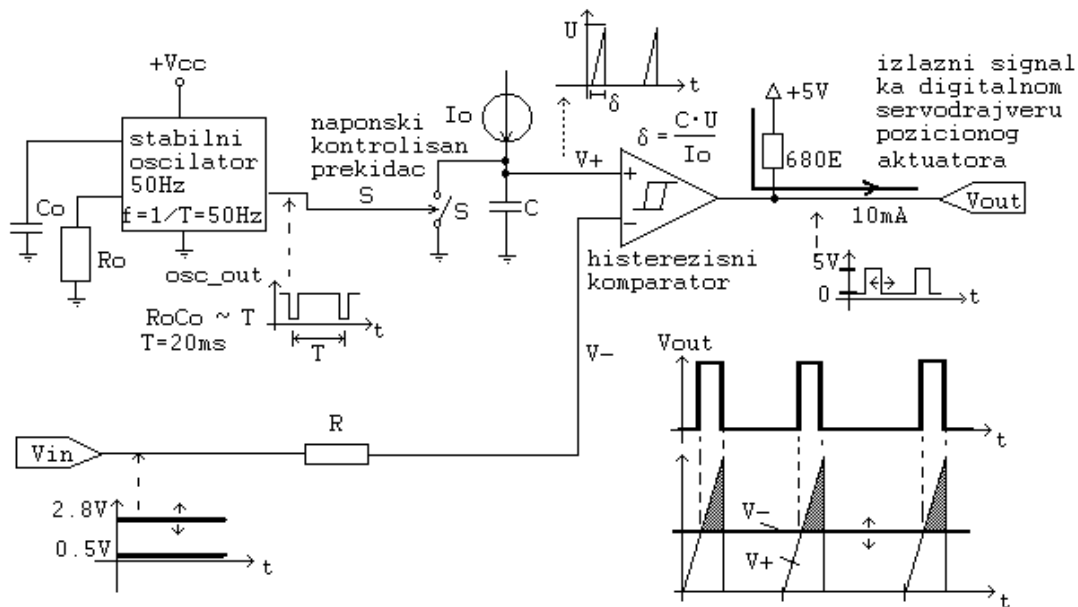 +Vcc
stabilni
oscilator
50Hz
f=1/T=50Hz
Co
Ro
osc_out
RoCo ~ T
T=20ms
T
t
naponski
kontrolisan
prekidac
S
S
Io
C
U
δ
t
V+
δ = C·U
Io
+
−
histerezisni
komparator
+5V
680E
izlazni signal
ka digitalnom
servodrajveru
pozicionog
aktuatora
10mA
Vout
5V
0
t
V−
R
Vin
2.8V
0.5V
t
Vout
t
V−
V+
t